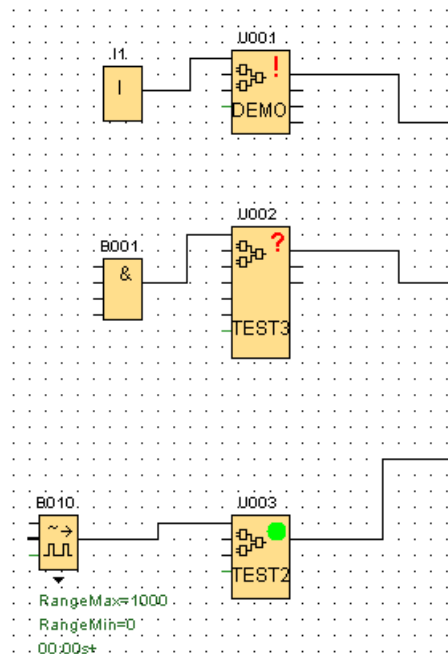 I1
I
U001
!
DEMO
B001
&
U002
?
TEST3
B010
U003
TEST2
RangeMax=1000
RangeMin=0
00:00s+